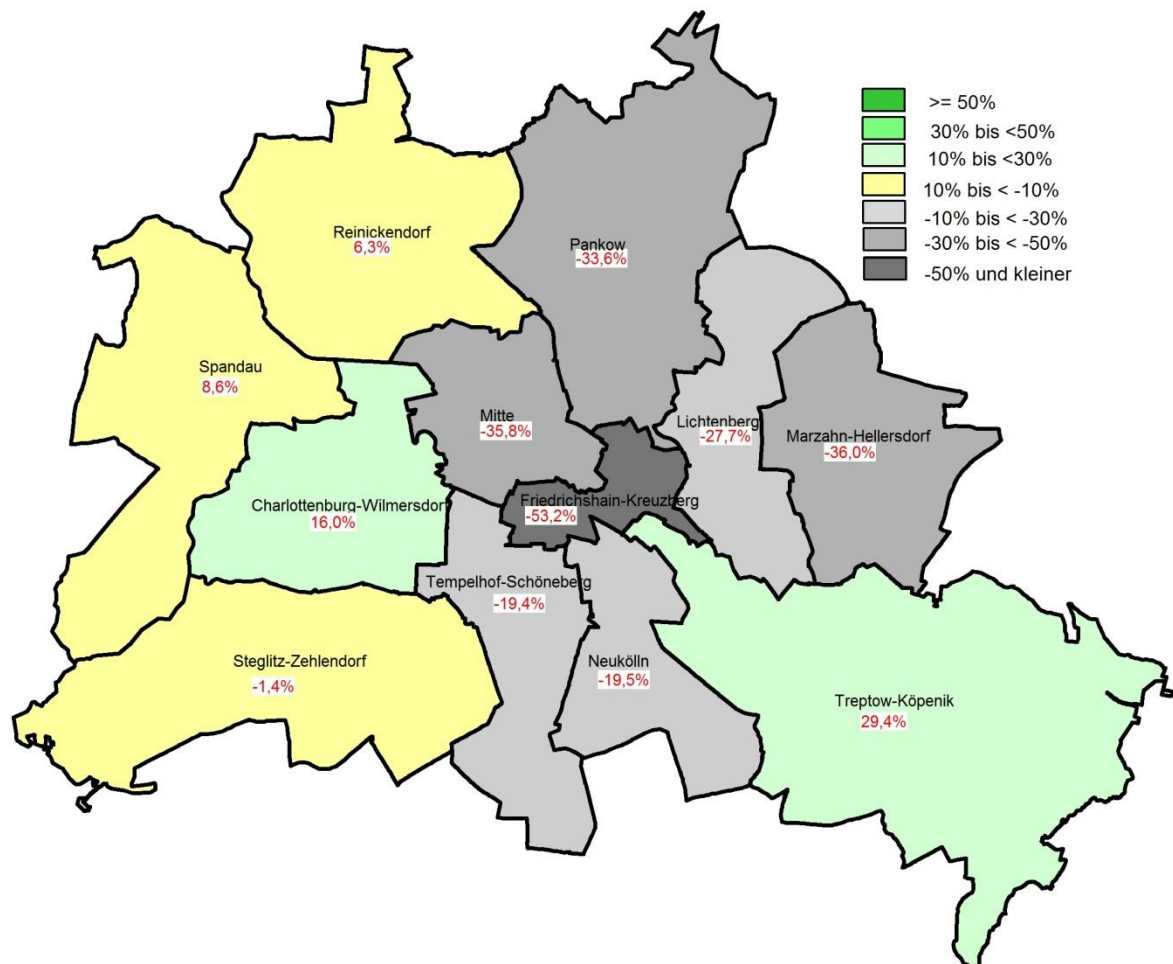 >= 50%
30% bis <50%
10% bis <30%
10% bis < -10%
-10% bis < -30%
-30% bis < -50%
-50% und kleiner
Reinickendorf
6,3%
Pankow
-33,6%
Spandau
8,6%
Mitte
-35,8%
Lichtenberg
-27,7%
Marzahn-Hellersdorf
-36,0%
Charlottenburg-Wilmersdorf
16,0%
Friedrichshain-Kreuzberg
-53,2%
Tempelhof-Schöneberg
-19,4%
Steglitz-Zehlendorf
-1,4%
Neukölln
-19,5%
Treptow-Köpenik
29,4%